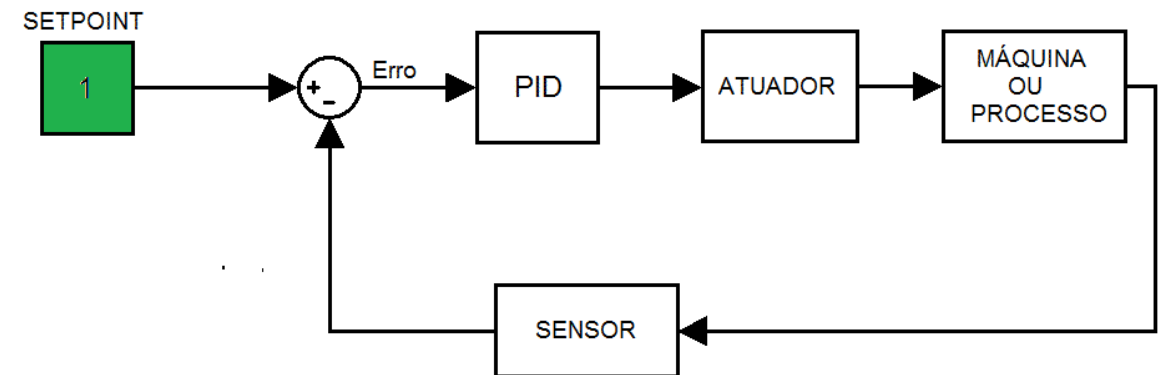 SETPOINT
1
+
-
Erro
PID
ATUADOR
MÁQUINA
OU
PROCESSO
SENSOR